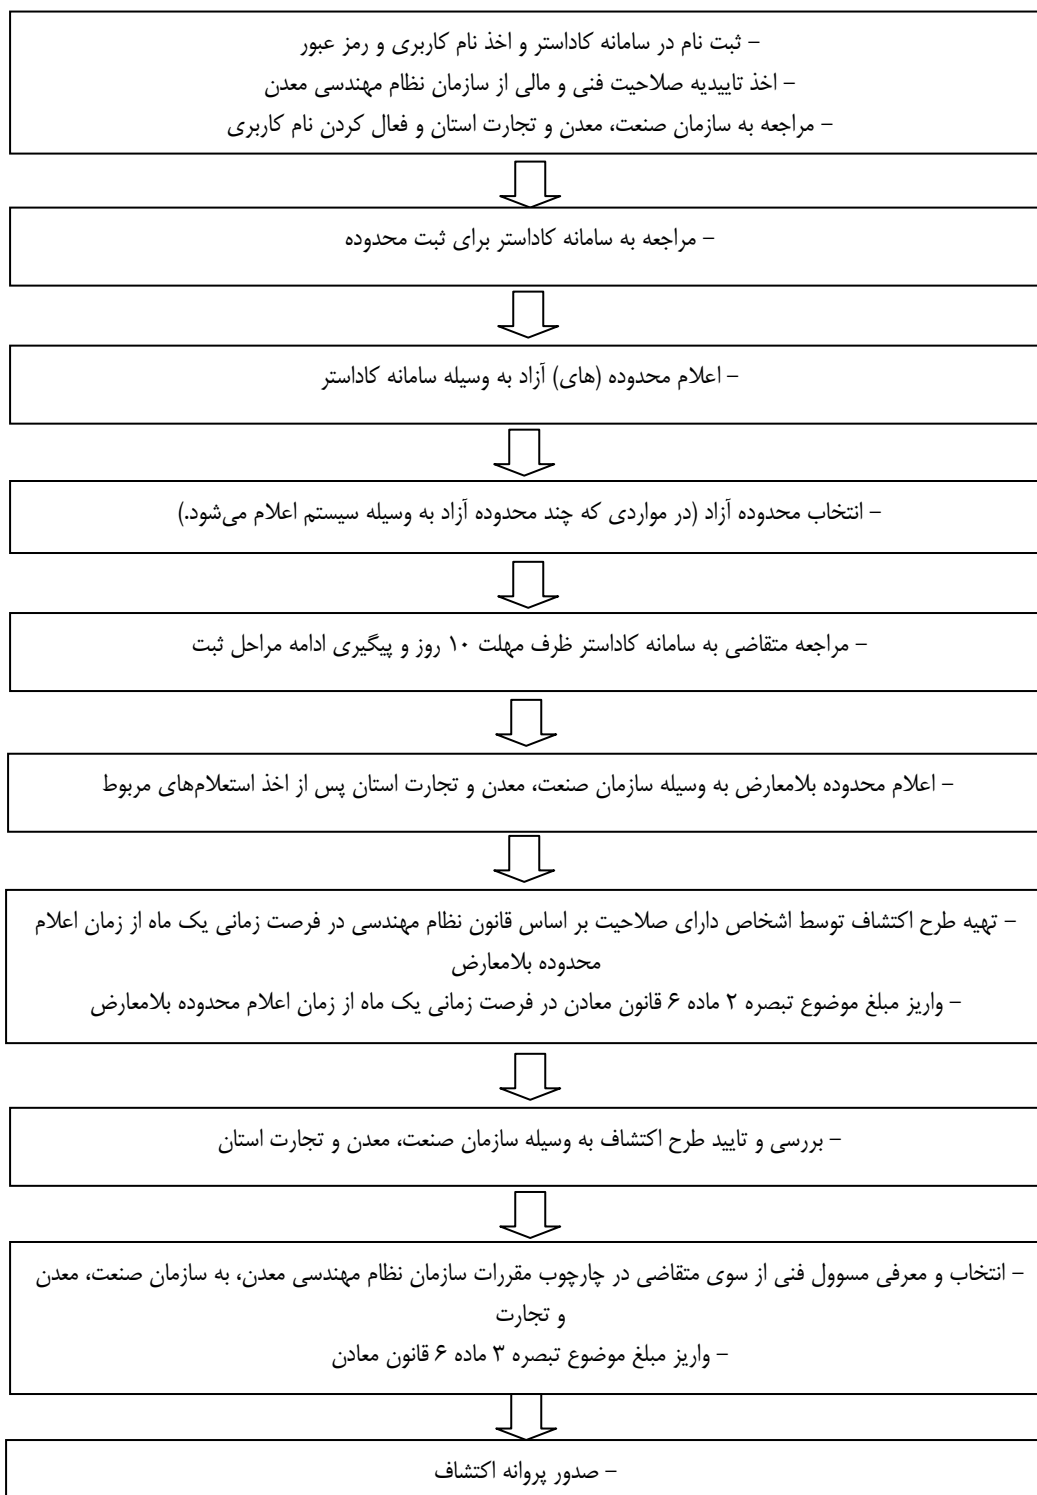 - ثبت نام در سامانه کاداستر و اخذ نام کاربری و رمز عبور
- اخذ تاییدیه صلاحیت فنی و مالی از سازمان نظام مهندسی معدن
- مراجعه به سازمان صنعت، معدن و تجارت استان و فعال کردن نام کاربری
- مراجعه به سامانه کاداستر برای ثبت محدوده
- اعلام محدوده (های) آزاد به وسیله سامانه کاداستر
- انتخاب محدوده آزاد (در مواردی که چند محدوده آزاد به وسیله سیستم اعلام می‌شود.)
- مراجعه متقاضی به سامانه کاداستر ظرف مهلت ۱۰ روز و پیگیری ادامه مراحل ثبت
- اعلام محدوده بلامعارض به وسیله سازمان صنعت، معدن و تجارت استان پس از اخذ استعلام‌های مربوط
- تهیه طرح اکتشاف توسط اشخاص دارای صلاحیت بر اساس قانون نظام مهندسی در فرصت زمانی یک ماه از زمان اعلام
محدوده بلامعارض
- واریز مبلغ موضوع تبصره ۲ ماده ۶ قانون معادن در فرصت زمانی یک ماه از زمان اعلام محدوده بلامعارض
- بررسی و تایید طرح اکتشاف به وسیله سازمان صنعت، معدن و تجارت استان
- انتخاب و معرفی مسوول فنی از سوی متقاضی در چارچوب مقررات سازمان نظام مهندسی معدن، به سازمان صنعت، معدن
و تجارت
- واریز مبلغ موضوع تبصره ۳ ماده ۶ قانون معادن
- صدور پروانه اکتشاف